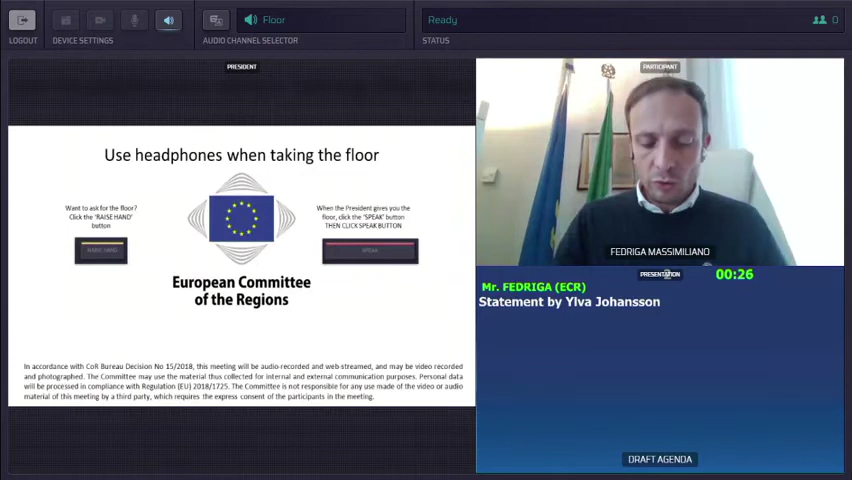 LOGOUT
DEVICE SETTINGS
Floor
AUDIO CHANNEL SELECTOR
Ready
0
STATUS
PRESIDENT
Use headphones when taking the floor
Want to ask for the floor?
Click the 'RAISE HAND'
button
RAISE HAND
When the President gives you the
floor, click the 'SPEAK' button
THEN CLICK SPEAK BUTTON
SPEAK
European Committee
of the Regions
In accordance with CoR Bureau Decision No 15/2018, this meeting will be audio-recorded and web-streamed, and may be video recorded
and photographed. The Committee may use the material thus collected for internal and external communication purposes. Personal data
will be processed in compliance with Regulation (EU) 2018/1725. The Committee is not responsible for any use made of the video or audio
material of this meeting by a third party, which requires the express consent of the participants in the meeting.
PARTICIPANT
FEDRIGA MASSIMILIANO
PRESENTATION
00:26
Mr. FEDRIGA (ECR)
Statement by Ylva Johansson
DRAFT AGENDA